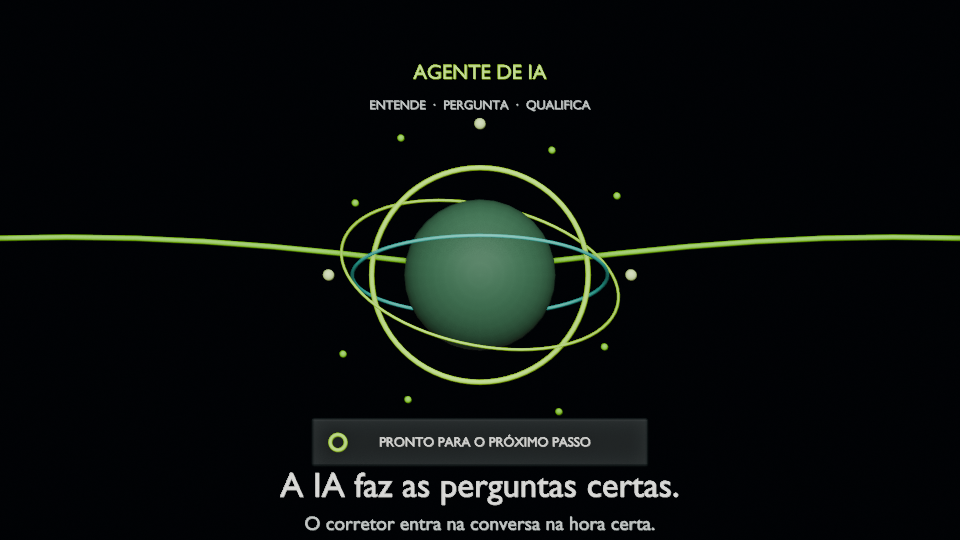 AGENTE DE IA
ENTENDE · PERGUNTA · QUALIFICA
PRONTO PARA O PRÓXIMO PASSO
A IA faz as perguntas certas.
O corretor entra na conversa na hora certa.